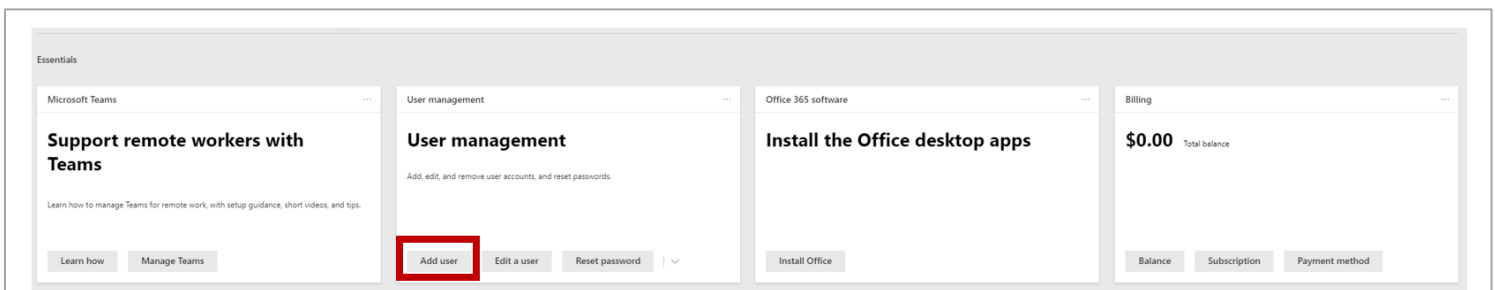 Essentials
Microsoft Teams
Support remote workers with
Teams
Learn how to manage Teams for remote work, with setup guidance, short videos, and tips.
Learn how
Manage Teams
User management
User management
Add, edit, and remove user accounts, and reset passwords.
Add user
Edit a user
Reset password
Office 365 software
Install the Office desktop apps
Install Office
Billing
$0.00 Total balance
Balance
Subscription
Payment method